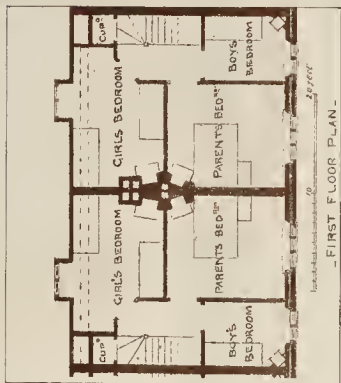 CUPD
GIRLS BEDROOM
BOYS
BEDROOM
PARENTS BEDRM
GIRLS BEDROOM
PARENTS BEDRM
CUPD
BOY'S
BEDROOM
10
20 feet
- FIRST FLOOR PLAN -